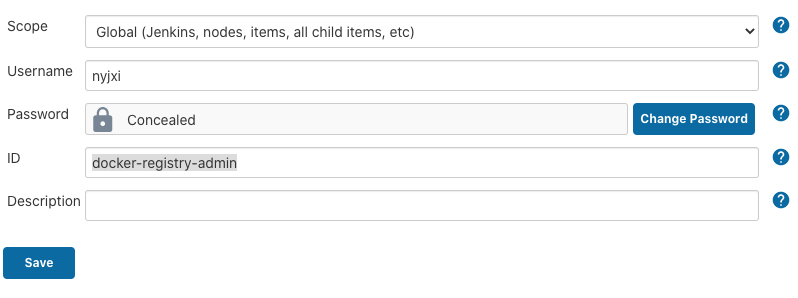 Scope Global (Jenkins, nodes, items, all child items, etc) ?
Username nyjxi ?
Password Concealed Change Password ?
ID docker-registry-admin ?
Description ?
Save